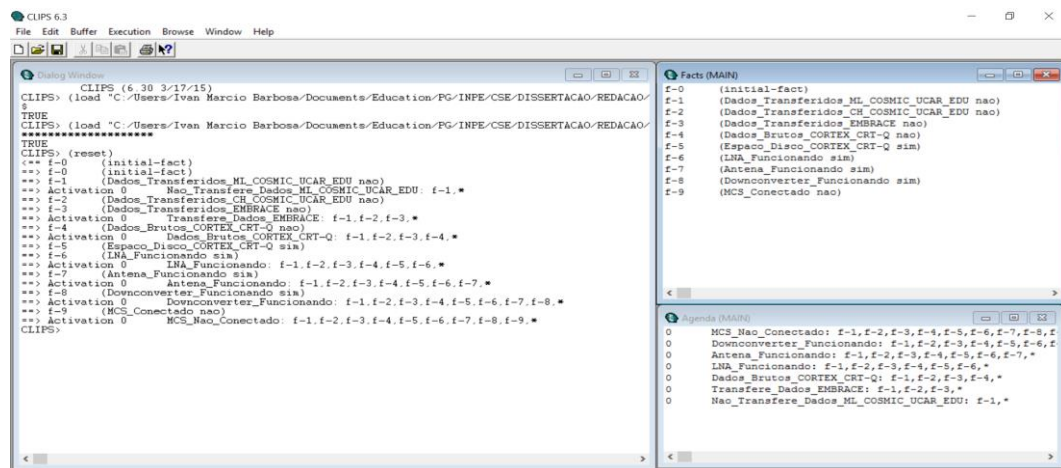 CLIPS 6.3
File Edit Buffer Execution Browse Window Help
Dialog Window
CLIPS (6.30 3/17/15)
CLIPS> (load "C:/Users/Ivan Marcio Barbosa/Documents/Education/PG/INPE/CSE/DISSERTACAO/REDACAO/
$
TRUE
CLIPS> (load "C:/Users/Ivan Marcio Barbosa/Documents/Education/PG/INPE/CSE/DISSERTACAO/REDACAO/
********************
TRUE
CLIPS> (reset)
<== f-0 (initial-fact)
==> f-0 (initial-fact)
==> f-1 (Dados_Transferidos_ML_COSMIC_UCAR_EDU nao)
==> Activation 0 Nao_Transfere_Dados_ML_COSMIC_UCAR_EDU: f-1,*
==> f-2 (Dados_Transferidos_CH_COSMIC_UCAR_EDU nao)
==> f-3 (Dados_Transferidos_EMBRACE nao)
==> Activation 0 Transfere_Dados_EMBRACE: f-1,f-2,f-3,*
==> f-4 (Dados_Brutos_CORTEX_CRT-Q nao)
==> Activation 0 Dados_Brutos_CORTEX_CRT-Q: f-1,f-2,f-3,f-4,*
==> f-5 (Espaco_Disco_CORTEX_CRT-Q sim)
==> f-6 (LNA_Funcionando sim)
==> Activation 0 LNA_Funcionando: f-1,f-2,f-3,f-4,f-5,f-6,*
==> f-7 (Antena_Funcionando sim)
==> Activation 0 Antena_Funcionando: f-1,f-2,f-3,f-4,f-5,f-6,f-7,*
==> f-8 (Downconverter_Funcionando sim)
==> Activation 0 Downconverter_Funcionando: f-1,f-2,f-3,f-4,f-5,f-6,f-7,f-8,*
==> f-9 (MCS_Conectado nao)
==> Activation 0 MCS_Nao_Conectado: f-1,f-2,f-3,f-4,f-5,f-6,f-7,f-8,f-9,*
CLIPS>
Facts (MAIN)
f-0 (initial-fact)
f-1 (Dados_Transferidos_ML_COSMIC_UCAR_EDU nao)
f-2 (Dados_Transferidos_CH_COSMIC_UCAR_EDU nao)
f-3 (Dados_Transferidos_EMBRACE nao)
f-4 (Dados_Brutos_CORTEX_CRT-Q nao)
f-5 (Espaco_Disco_CORTEX_CRT-Q sim)
f-6 (LNA_Funcionando sim)
f-7 (Antena_Funcionando sim)
f-8 (Downconverter_Funcionando sim)
f-9 (MCS_Conectado nao)
Agenda (MAIN)
0 MCS_Nao_Conectado: f-1,f-2,f-3,f-4,f-5,f-6,f-7,f-8,f
0 Downconverter_Funcionando: f-1,f-2,f-3,f-4,f-5,f-6,f
0 Antena_Funcionando: f-1,f-2,f-3,f-4,f-5,f-6,f-7,*
0 LNA_Funcionando: f-1,f-2,f-3,f-4,f-5,f-6,*
0 Dados_Brutos_CORTEX_CRT-Q: f-1,f-2,f-3,f-4,*
0 Transfere_Dados_EMBRACE: f-1,f-2,f-3,*
0 Nao_Transfere_Dados_ML_COSMIC_UCAR_EDU: f-1,*